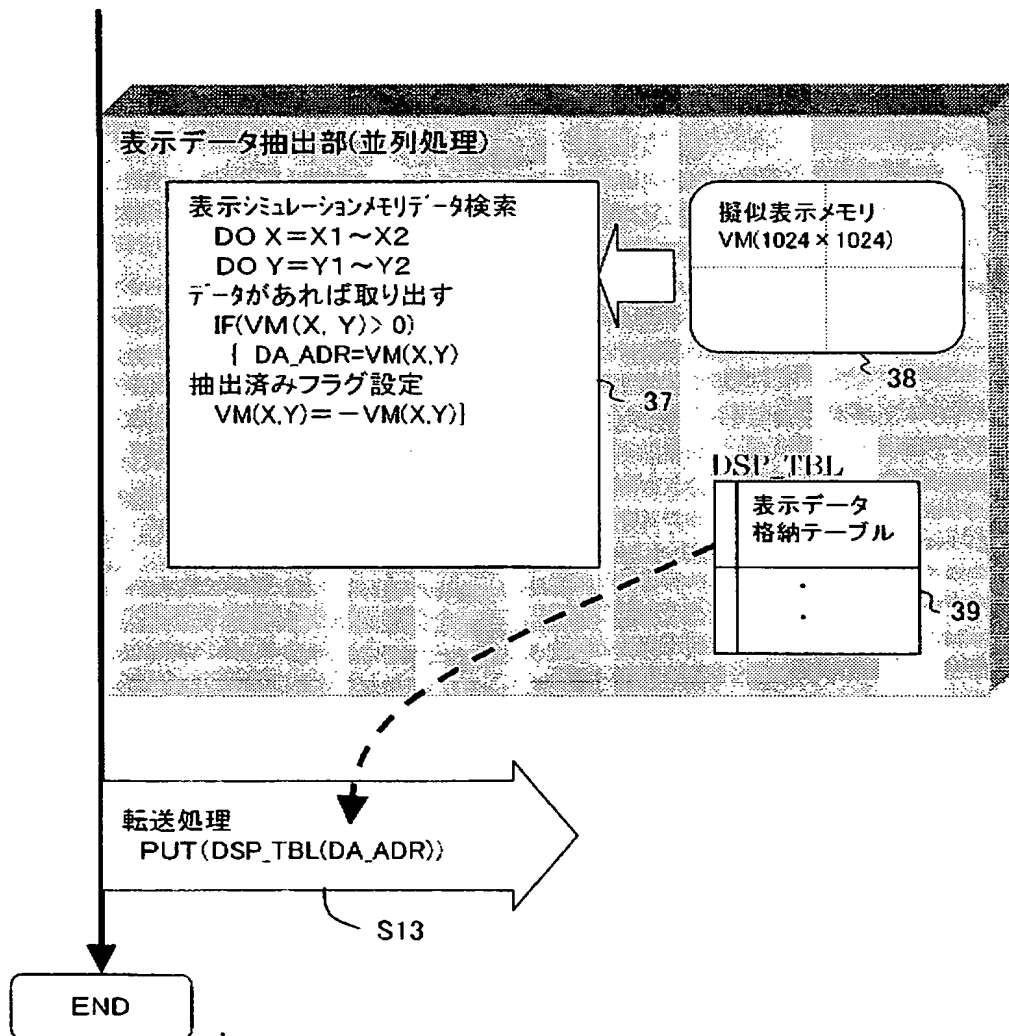 表示データ抽出部(並列処理)
表示シミュレーションメモリデータ検索
DO X=X1~X2
DO Y=Y1~Y2
データがあれば取り出す
IF(VM(X, Y)> 0)
{ DA_ADR=VM(X,Y)
抽出済みフラグ設定
VM(X,Y)=-VM(X,Y)]
37
擬似表示メモリ
VM(1024×1024)
38
DSP_TBL
表示データ
格納テーブル
39
転送処理
PUT(DSP_TBL(DA_ADR))
S13
END